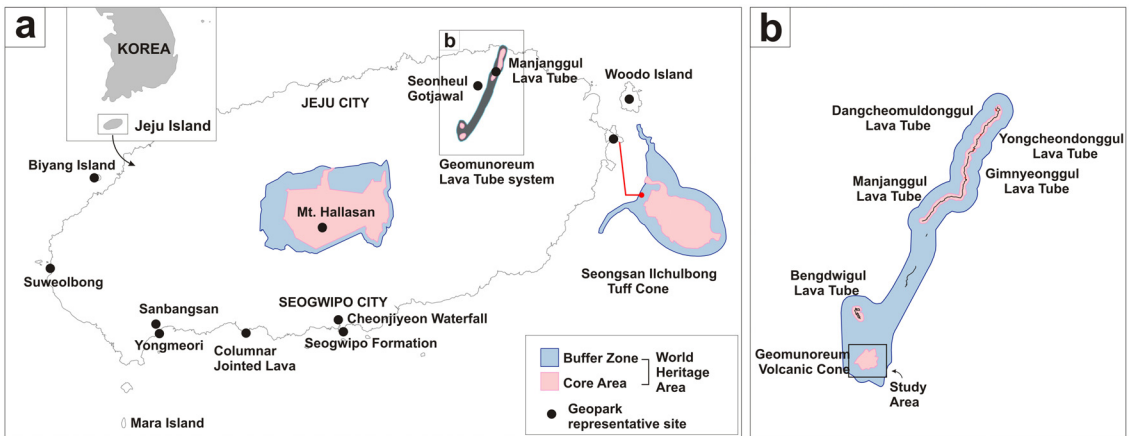 a
KOREA
Jeju Island
b
Manjanggul
Lava Tube
Seonheul
Gotjawal
Geomunoreum
Lava Tube system
JEJU CITY
Woodo Island
Biyang Island
Mt. Hallasan
Seongsan Ilchulbong
Tuff Cone
Suweolbong
Sanbangsan
Yongmeori
Columnar
Jointed Lava
SEOGWIPO CITY
Cheonjiyeon Waterfall
Seogwipo Formation
Mara Island
Buffer Zone
Core Area
World
Heritage
Area
Geopark
representative site
b
Dangcheomuldonggul
Lava Tube
Yongcheondonggul
Lava Tube
Gimnyeonggul
Lava Tube
Manjanggul
Lava Tube
Bengdwigul
Lava Tube
Geomunoreum
Volcanic Cone
Study
Area